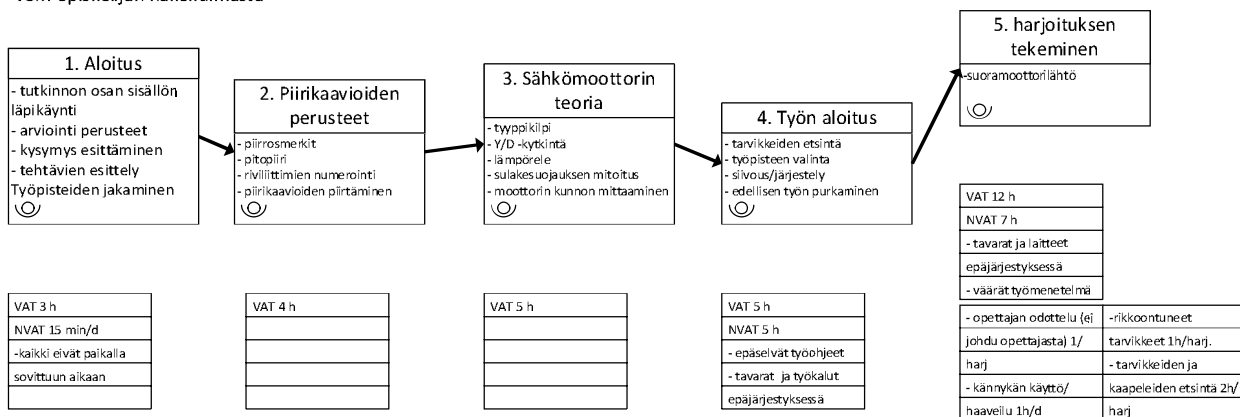 1. Aloitus
- tutkinnon osan sisällön
läpikäynti
- arviointi perusteet
- kysymys esittäminen
- tehtävien esittely
Työpisteiden jakaminen
2. Piirikaavioiden
perusteet
- piirrosmerkit
- pitopiiri
- riviliittimien numerointi
- piirikaavioiden piirtäminen
3. Sähkömoottorin
teoria
- tyyppikilpi
- Y/D -kytkintä
- lämpörele
- sulakesuojauksen mitoitus
- moottorin kunnon mittaaminen
4. Työn aloitus
- tarvikkeiden etsintä
- työpisteen valinta
- siivous/järjestely
- edellisen työn purkaminen
5. harjoituksen
tekeminen
-suoramoottorilähtö
VAT 3 h
NVAT 15 min/d
-kaikki eivät paikalla
sovittuun aikaan
VAT 4 h
VAT 5 h
VAT 5 h
NVAT 5 h
- epäselvät työohjeet
- tavarat ja työkalut
epäjärjestyksessä
VAT 12 h
NVAT 7 h
- tavarat ja laitteet
epäjärjestyksessä
- väärät työmenetelmä
- opettajan odottelu (ei
johdu opettajasta) 1/
harj
- kännykän käyttö/
haaveilu 1h/d
-rikkoontuneet
tarvikkeet 1h/harj.
- tarvikkeiden ja
kaapeleiden etsintä 2h/
harj